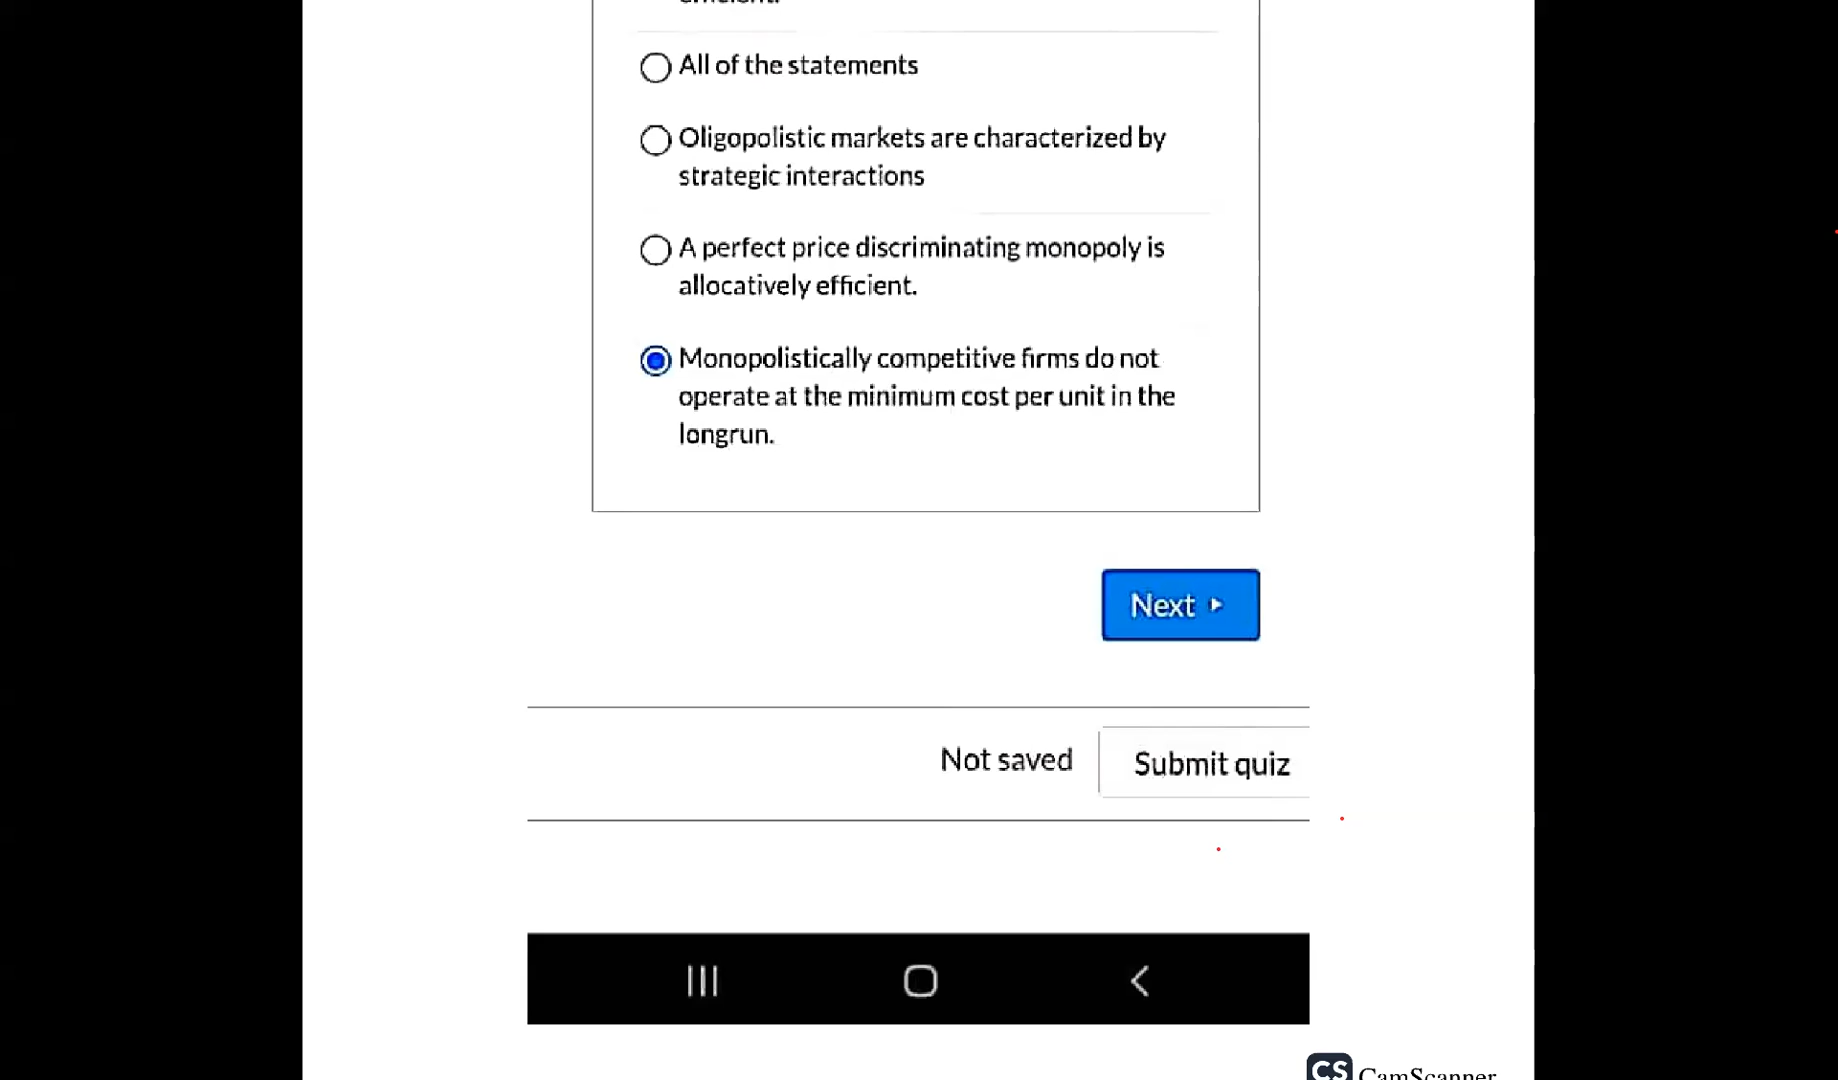 All of the statements
Oligopolistic markets are characterized by
strategic interactions
A perfect price discriminating monopoly is
allocatively efficient.
Monopolistically competitive firms do not
operate at the minimum cost per unit in the
longrun.
Next
Not saved
Submit quiz
CS CamScanner